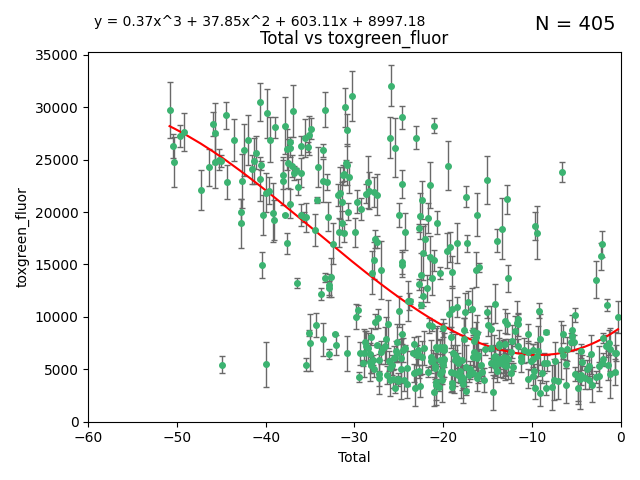 y = 0.37x^3 + 37.85x^2 + 603.11x + 8997.18
N = 405
Total vs toxgreen_fluor
35000
30000
25000
20000
15000
10000
5000
0
toxgreen_fluor
−60 −50 −40 −30 −20 −10 0
Total